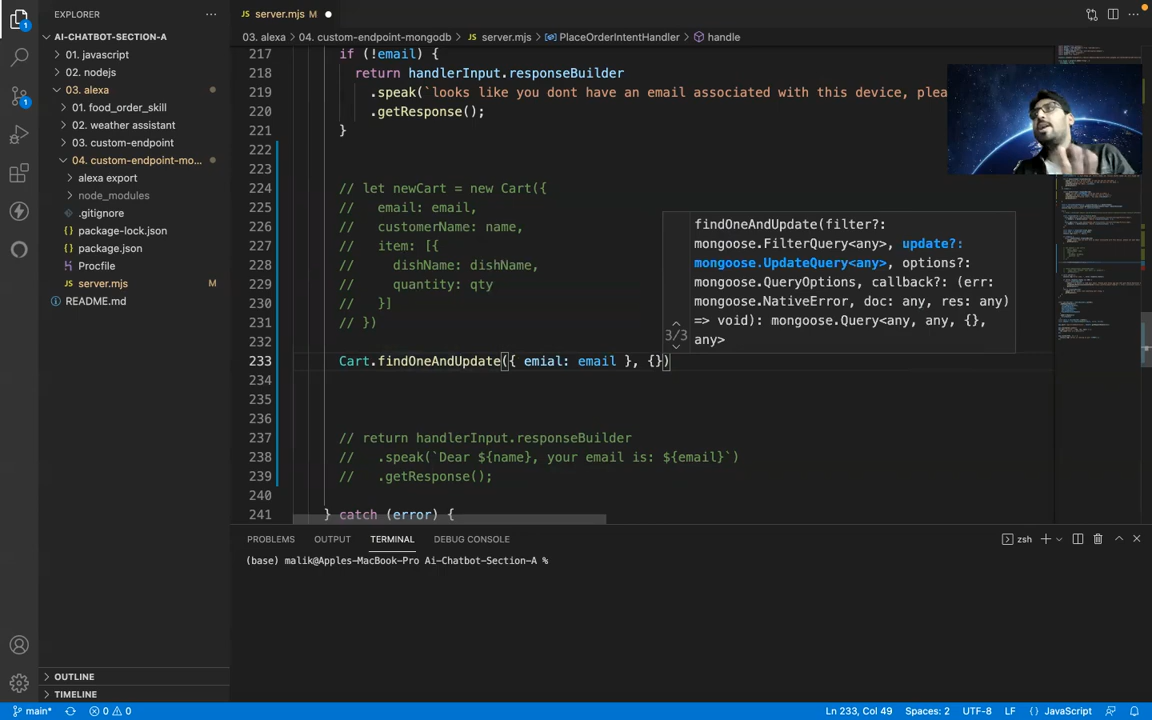 EXPLORER
AI-CHATBOT-SECTION-A
01. javascript
02. nodejs
03. alexa
01. food_order_skill
02. weather assistant
03. custom-endpoint
04. custom-endpoint-mo...
alexa export
node_modules
.gitignore
package-lock.json
package.json
Procfile
server.mjs M
README.md
OUTLINE
TIMELINE
server.mjs M
03. alexa > 04. custom-endpoint-mongodb > server.mjs > PlaceOrderIntentHandler > handle
217 if (!email) {
218 return handlerInput.responseBuilder
219 .speak(`looks like you dont have an email associated with this device, plea
220 .getResponse();
221 }
222
223
224 // let newCart = new Cart({
225 // email: email,
226 // customerName: name,
227 // item: [{
228 // dishName: dishName,
229 // quantity: qty
230 // }]
231 // })
232
233 Cart.findOneAndUpdate({ emial: email }, {})
234
235
236
237 // return handlerInput.responseBuilder
238 // .speak(`Dear ${name}, your email is: ${email}`)
239 // .getResponse();
240
241 } catch (error) {
3/3
findOneAndUpdate(filter?:
mongoose.FilterQuery<any>, update?:
mongoose.UpdateQuery<any>, options?:
mongoose.QueryOptions, callback?: (err:
mongoose.NativeError, doc: any, res: any)
=> void): mongoose.Query<any, any, {},
any>
PROBLEMS OUTPUT TERMINAL DEBUG CONSOLE
zsh
(base) malik@Apples-MacBook-Pro Ai-Chatbot-Section-A %
1
1
main* 0 0
Ln 233, Col 49 Spaces: 2 UTF-8 LF JavaScript